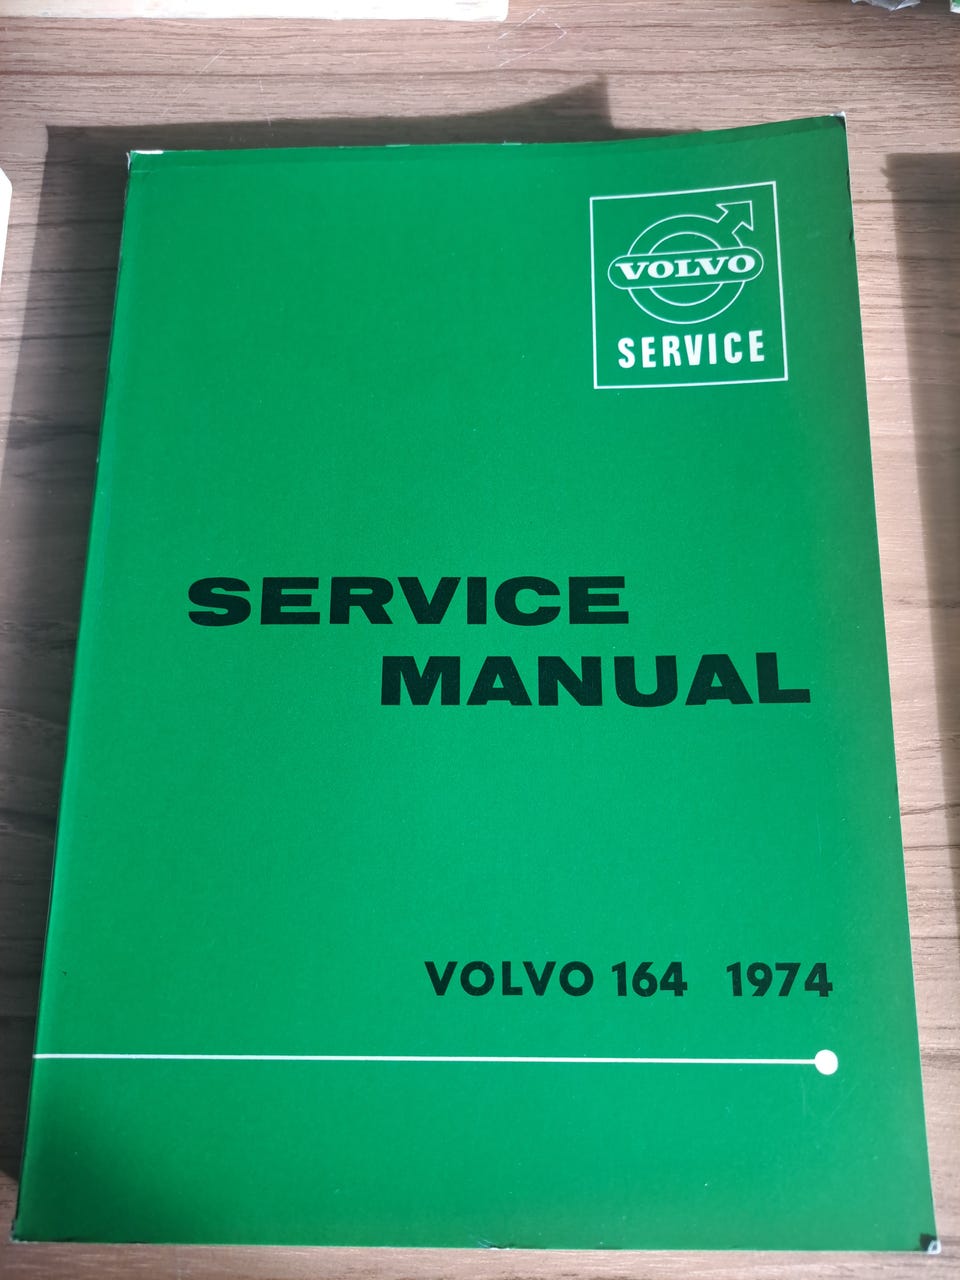 VOLVO
SERVICE
SERVICE
MANUAL
VOLVO 164 1974